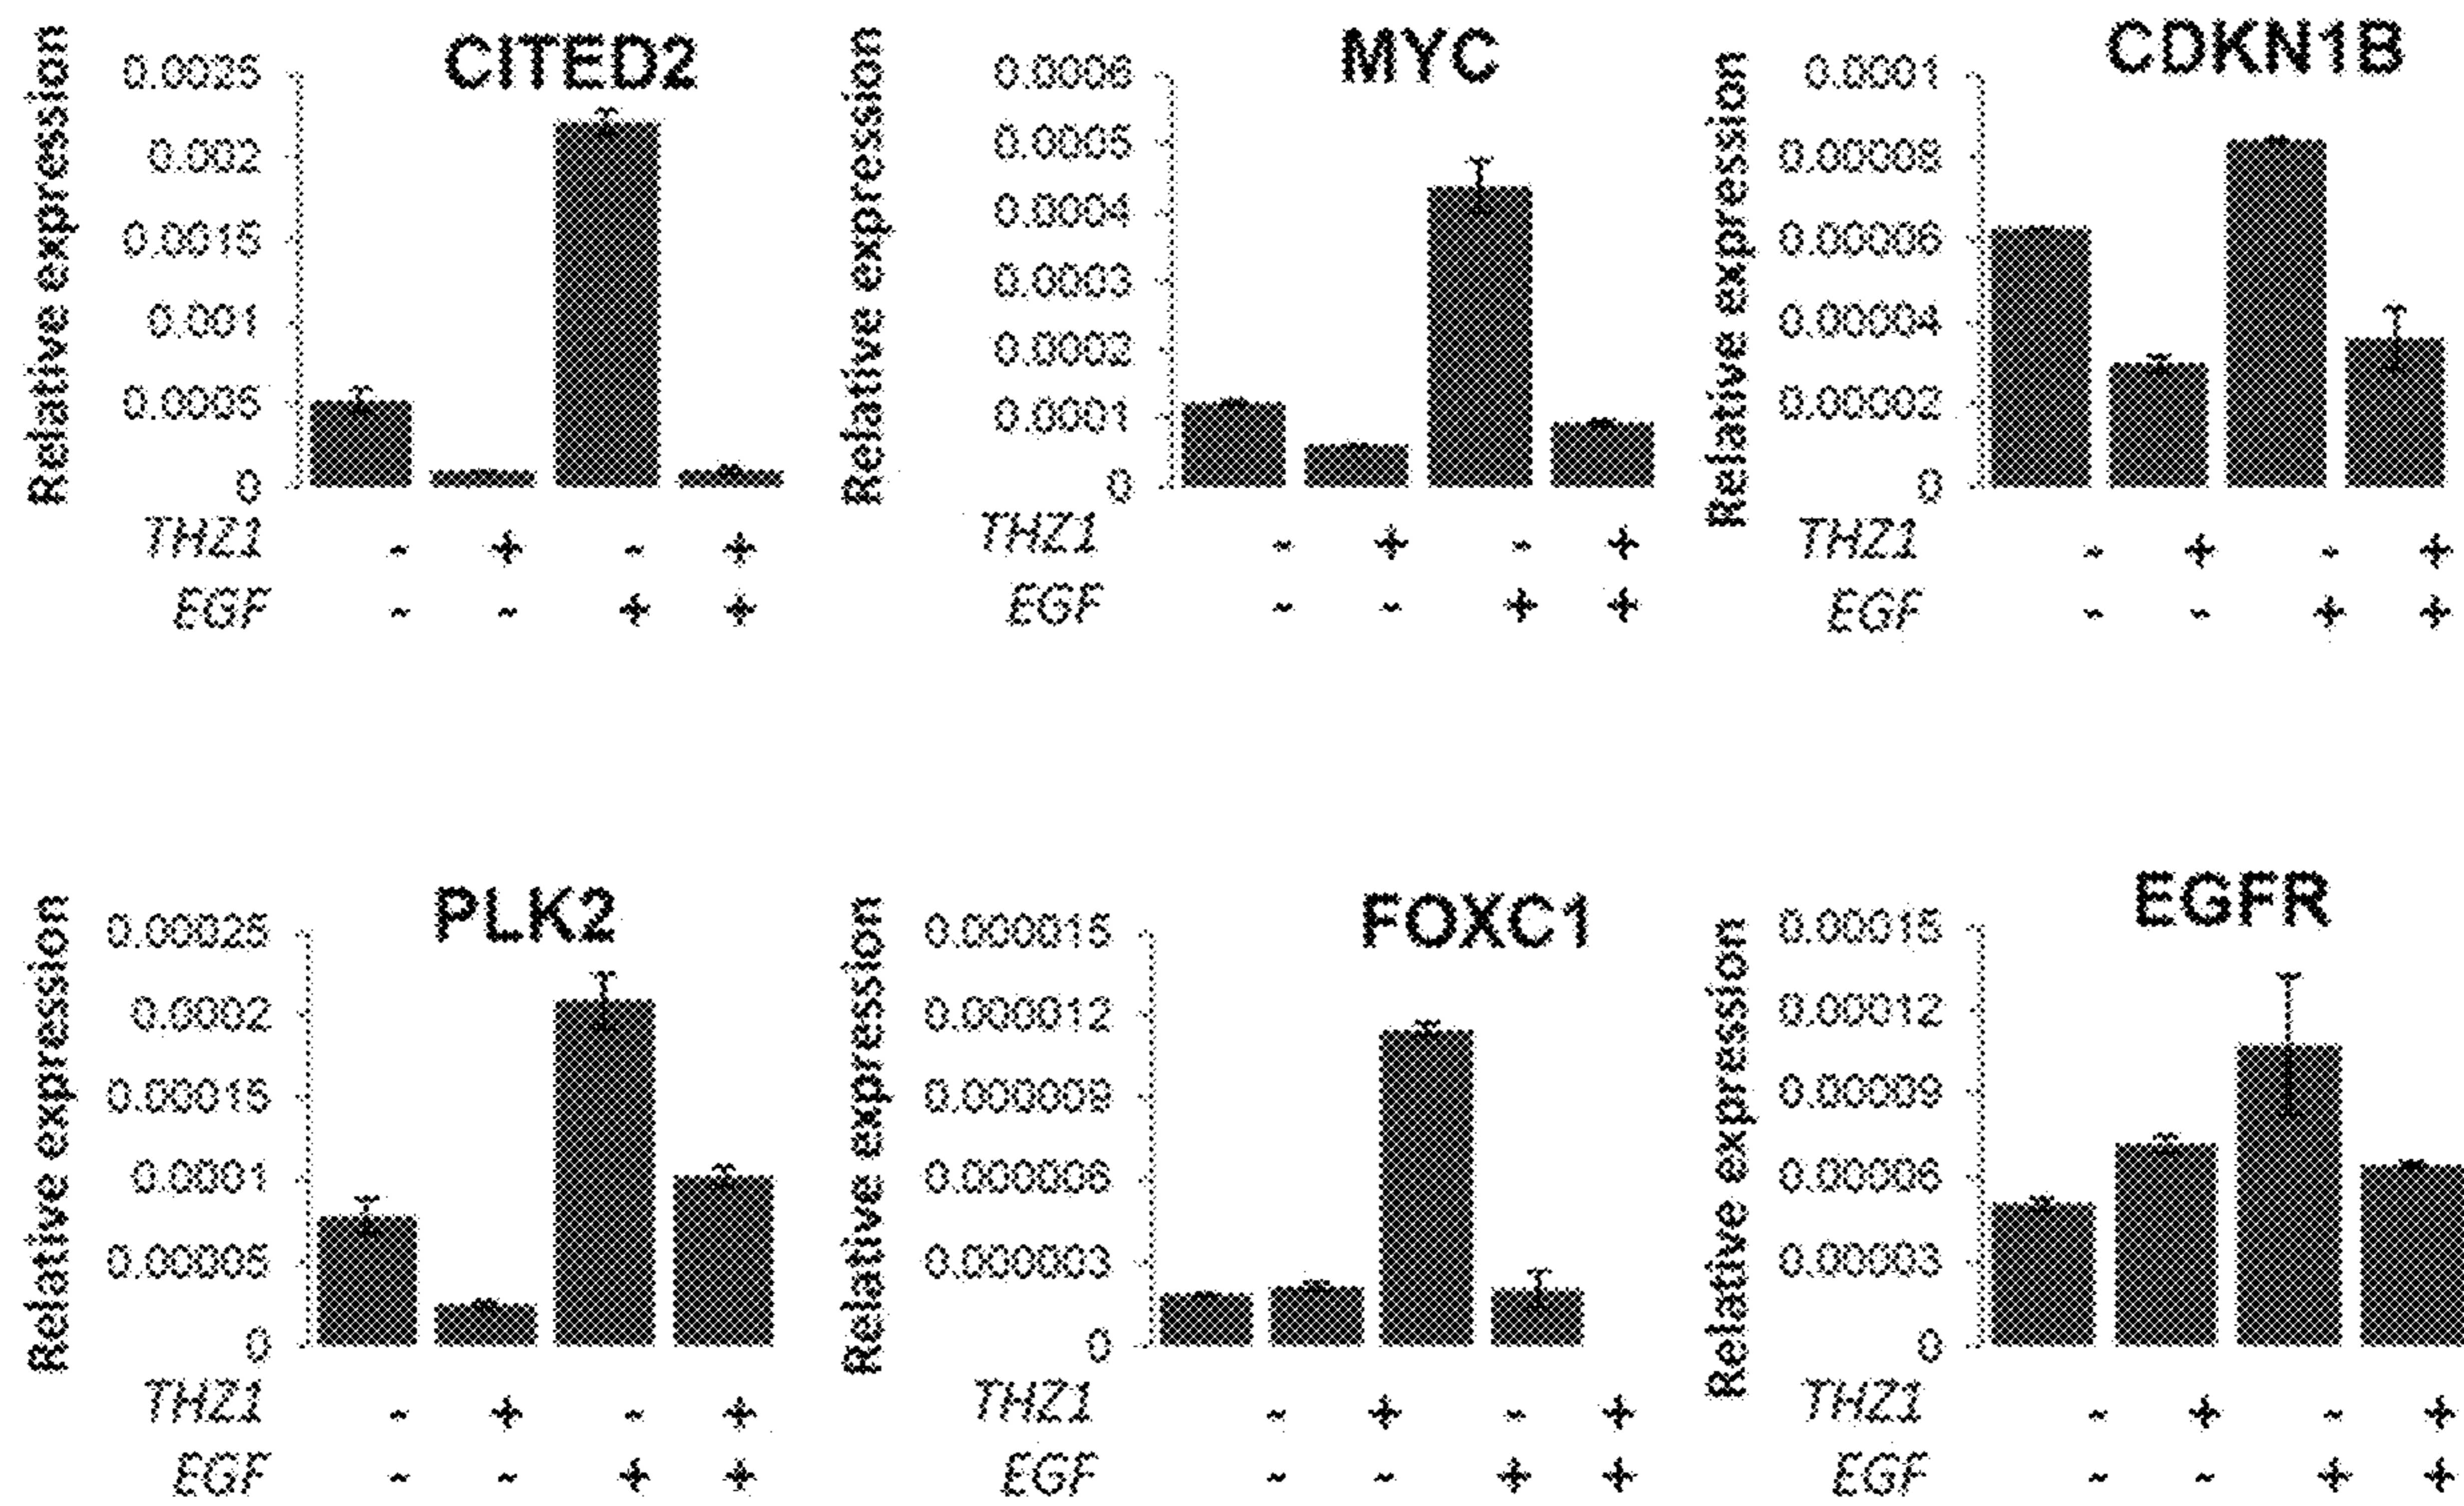 CITED2
Relative expression
0.0025
0.002
0.0015
0.001
0.0005
0
THZ1 - + - +
EGF - - + +
MYC
Relative expression
0.0006
0.0005
0.0004
0.0003
0.0002
0.0001
0
THZ1 - + - +
EGF - - + +
CDKN1B
Relative expression
0.0001
0.00008
0.00006
0.00004
0.00002
0
THZ1 - + - +
EGF - - + +
PLK2
Relative expression
0.00025
0.0002
0.00015
0.0001
0.00005
0
THZ1 - + - +
EGF - - + +
FOXC1
Relative expression
0.000015
0.000012
0.000009
0.000006
0.000003
0
THZ1 - + - +
EGF - - + +
EGFR
Relative expression
0.00015
0.00012
0.00009
0.00006
0.00003
0
THZ1 - + - +
EGF - - + +